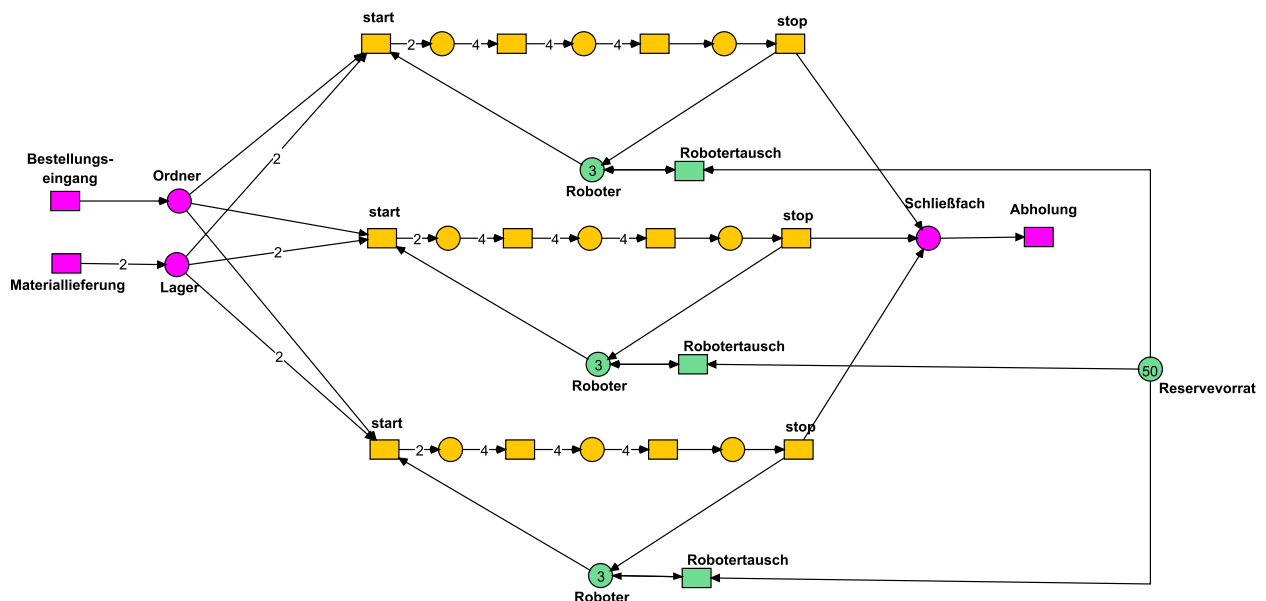 start
stop
2
4
4
4
2
Bestellungs-
eingang
Ordner
Robotertausch
3
Roboter
start
stop
Schließfach
Abholung
2
4
4
4
2
2
Materiallieferung
Lager
Robotertausch
3
Roboter
50
Reservevorrat
2
start
stop
2
4
4
4
Robotertausch
3
Roboter